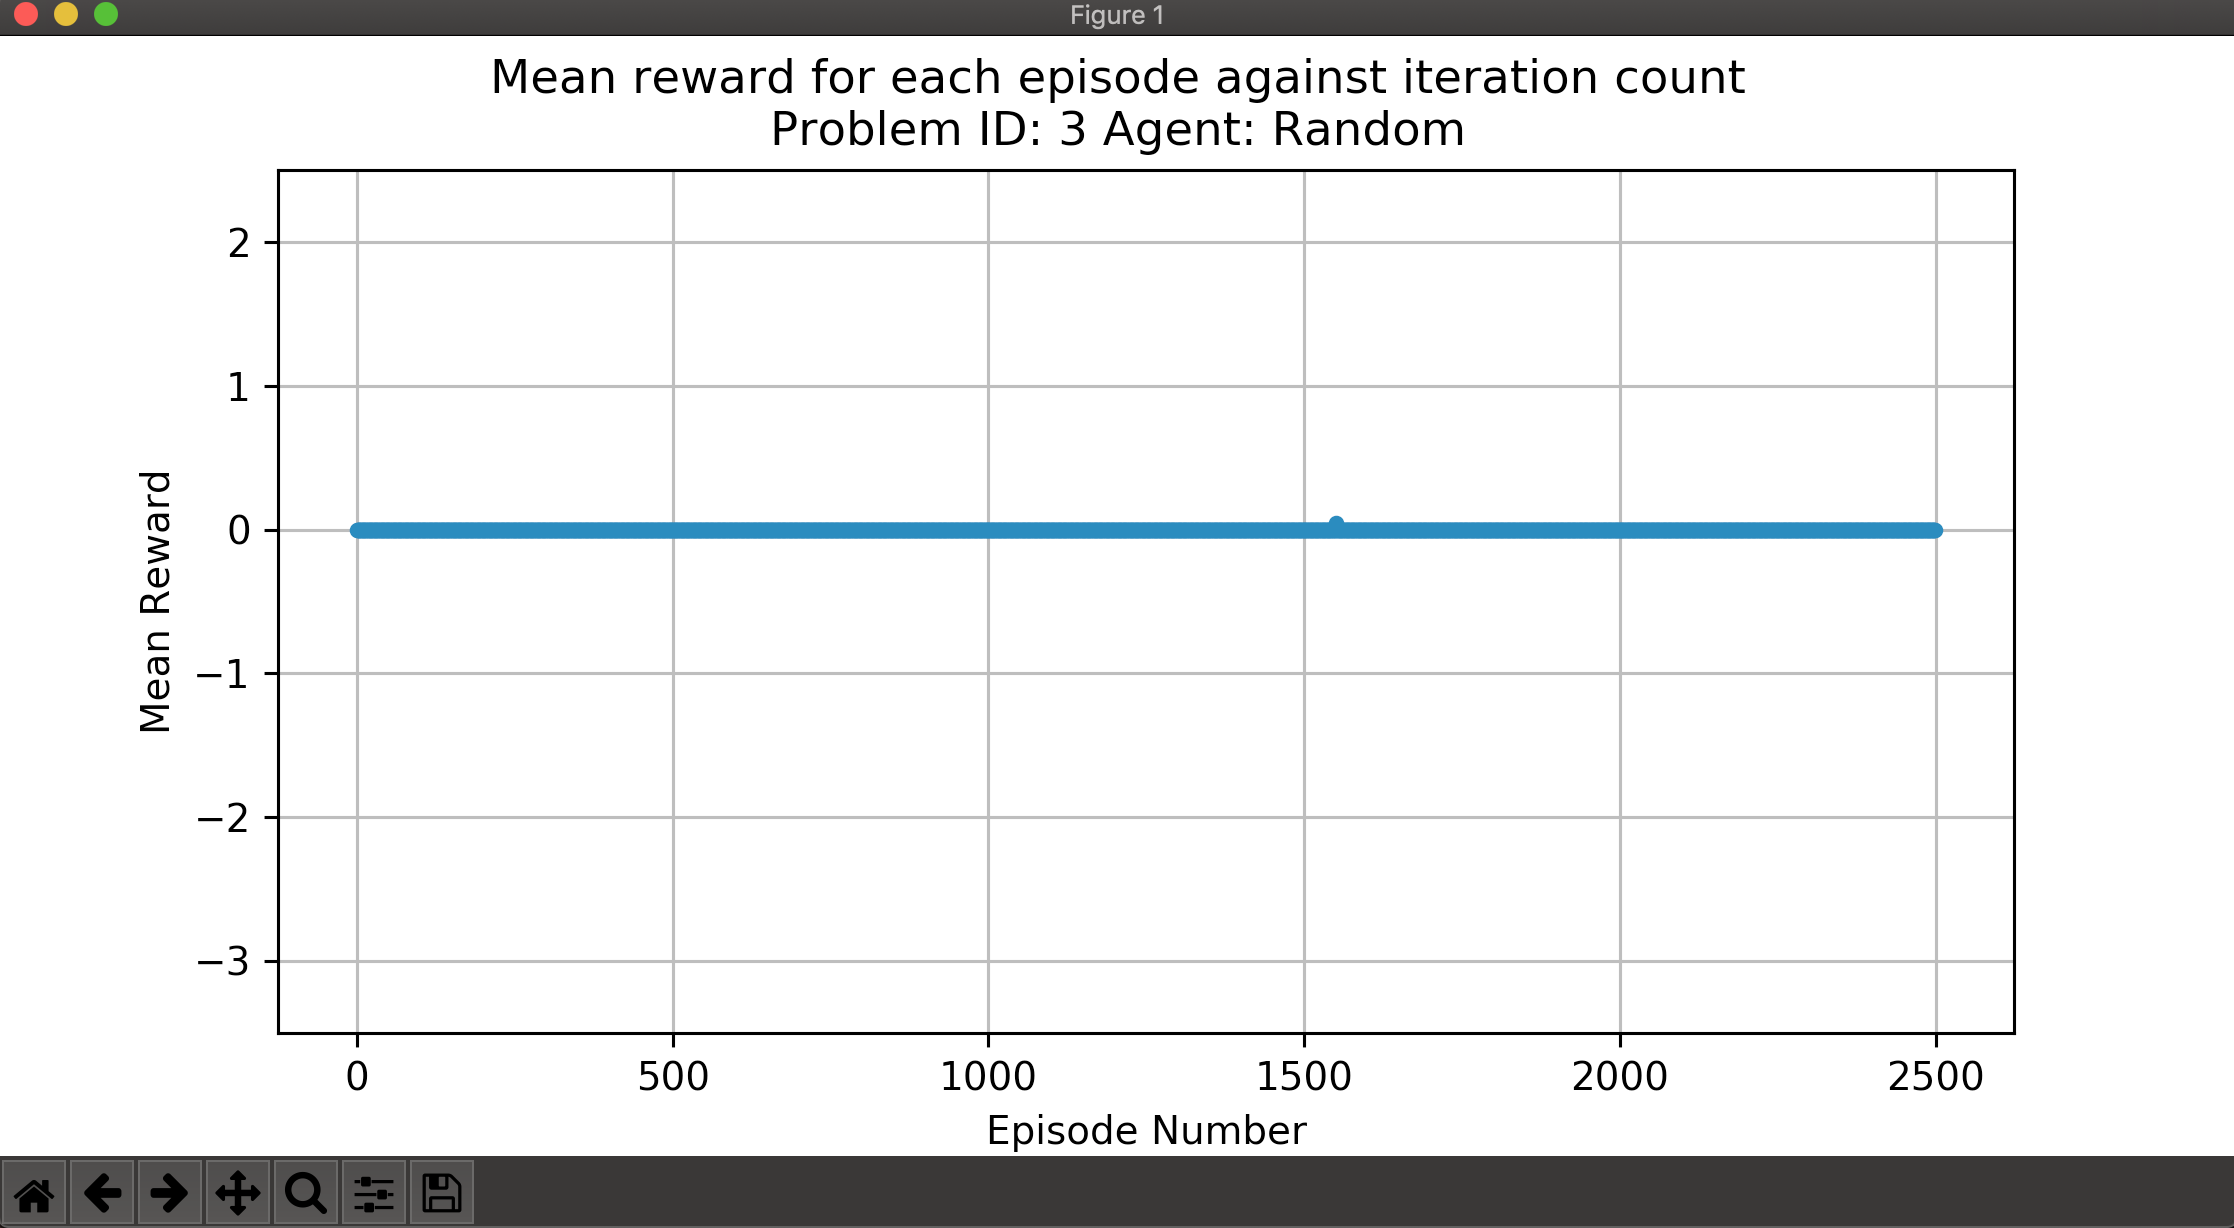 Figure 1
Mean reward for each episode against iteration count
Problem ID: 3 Agent: Random
2
1
0
−1
−2
−3
Mean Reward
0 500 1000 1500 2000 2500
Episode Number